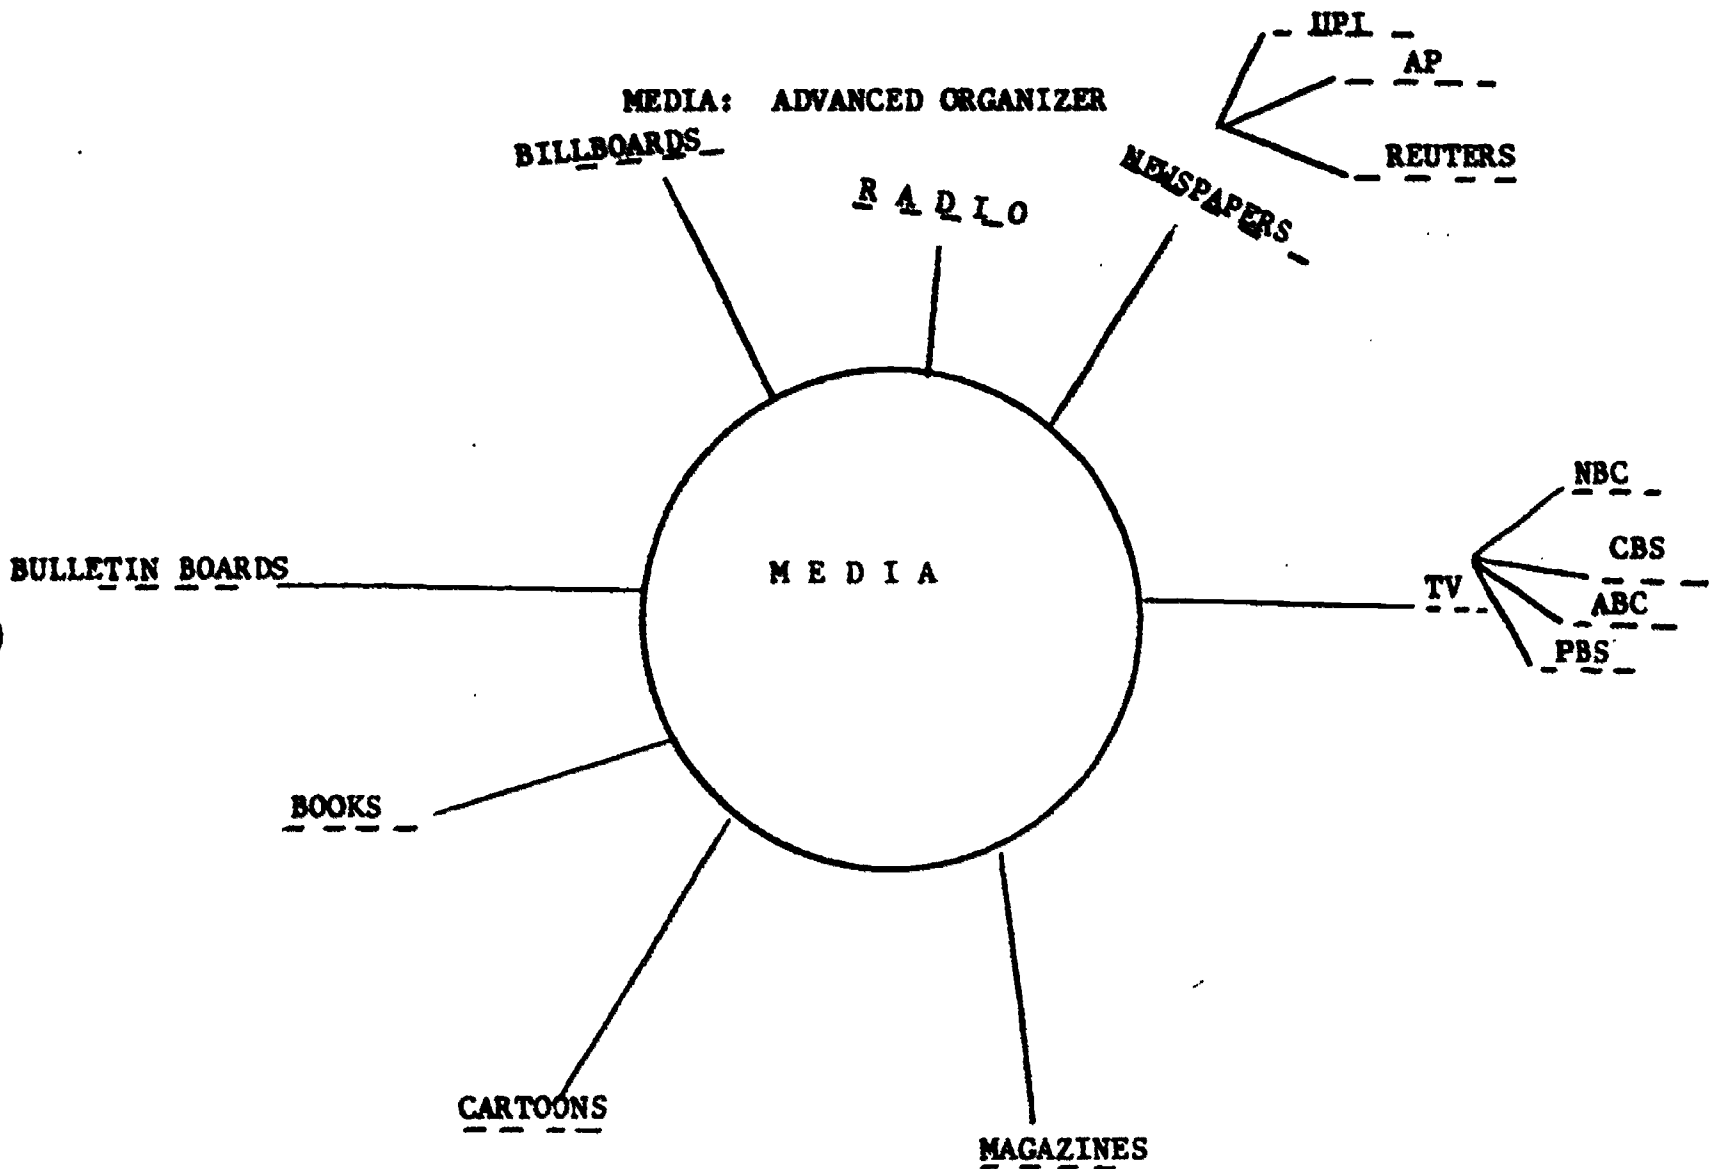 UPI
AP
MEDIA: ADVANCED ORGANIZER
BILLBOARDS
REUTERS
RADIO
NEWSPAPERS
NBC
CBS
BULLETIN BOARDS
MEDIA
TV
ABC
PBS
BOOKS
CARTOONS
MAGAZINES